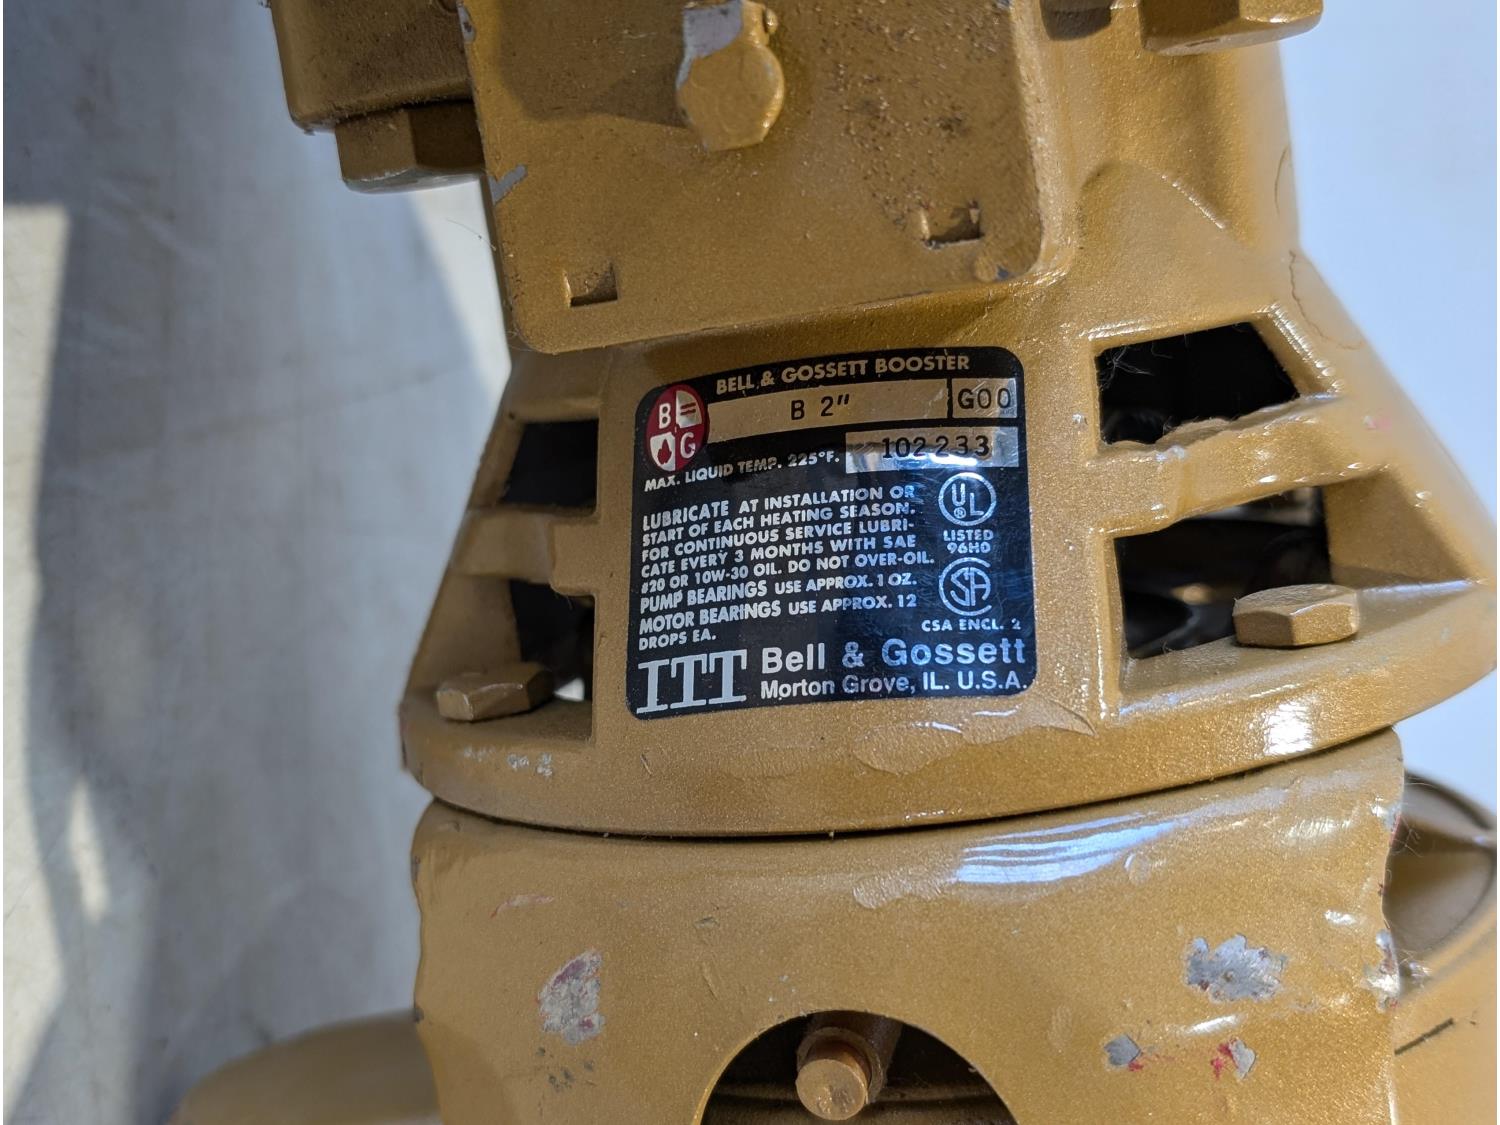 BELL & GOSSETT BOOSTER
B G
B 2" G00
MAX. LIQUID TEMP. 225°F. 102233
LUBRICATE AT INSTALLATION OR
START OF EACH HEATING SEASON.
FOR CONTINUOUS SERVICE LUBRI-
CATE EVERY 3 MONTHS WITH SAE
#20 OR 10W-30 OIL. DO NOT OVER-OIL.
PUMP BEARINGS USE APPROX. 1 OZ.
MOTOR BEARINGS USE APPROX. 12
DROPS EA.
UL ®
LISTED
96H0
CSA
CSA ENCL. 2
ITT Bell & Gossett
Morton Grove, IL. U.S.A.